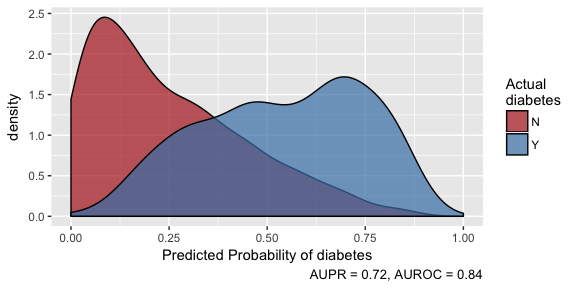 density
2.5
2.0
1.5
1.0
0.5
0.0
0.00 0.25 0.50 0.75 1.00
Predicted Probability of diabetes
AUPR = 0.72, AUROC = 0.84
Actual
diabetes
N
Y